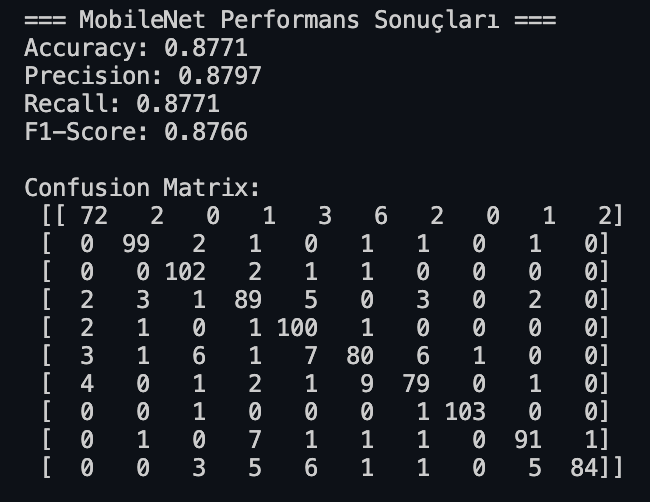 === MobileNet Performans Sonuçları ===
Accuracy: 0.8771
Precision: 0.8797
Recall: 0.8771
F1-Score: 0.8766
Confusion Matrix:
[[ 72   2   0   1   3   6   2   0   1   2]
[  0  99   2   1   0   1   1   0   1   0]
[  0   0 102   2   1   1   0   0   0   0]
[  2   3   1  89   5   0   3   0   2   0]
[  2   1   0   1 100   1   0   0   0   0]
[  3   1   6   1   7  80   6   1   0   0]
[  4   0   1   2   1   9  79   0   1   0]
[  0   0   1   0   0   0   1 103   0   0]
[  0   1   0   7   1   1   1   0  91   1]
[  0   0   3   5   6   1   1   0   5  84]]